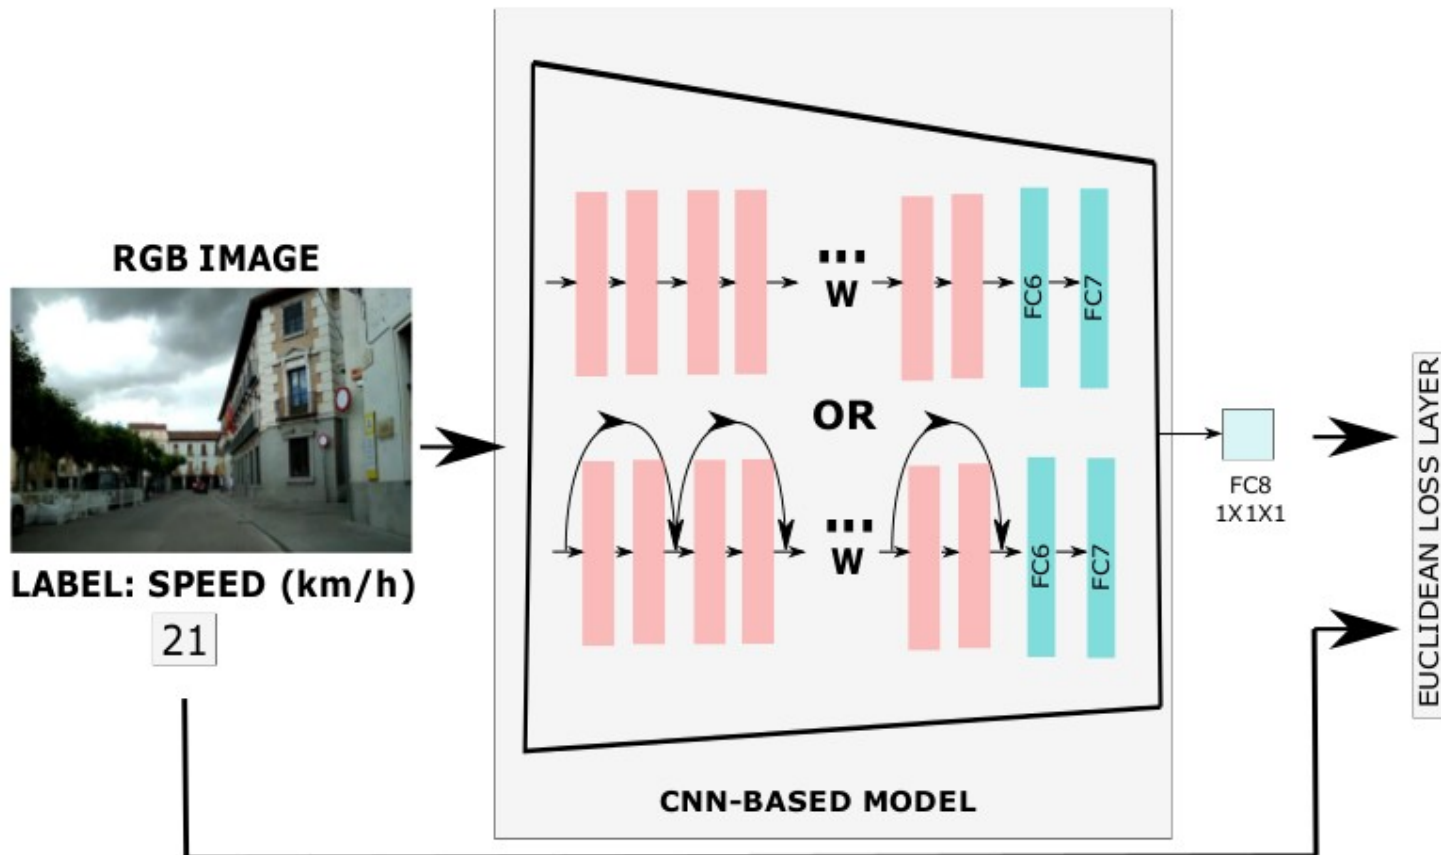 RGB IMAGE
LABEL: SPEED (km/h)
21
...
W
FC6
FC7
OR
...
W
FC6
FC7
CNN-BASED MODEL
FC8
1X1X1
EUCLIDEAN LOSS LAYER